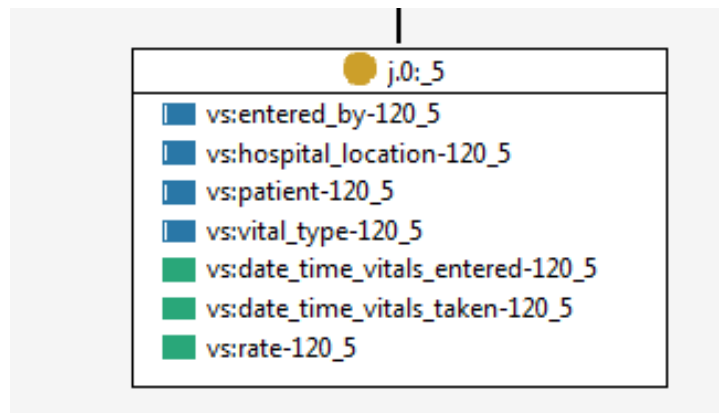 j.0:_5
vs:entered_by-120_5
vs:hospital_location-120_5
vs:patient-120_5
vs:vital_type-120_5
vs:date_time_vitals_entered-120_5
vs:date_time_vitals_taken-120_5
vs:rate-120_5